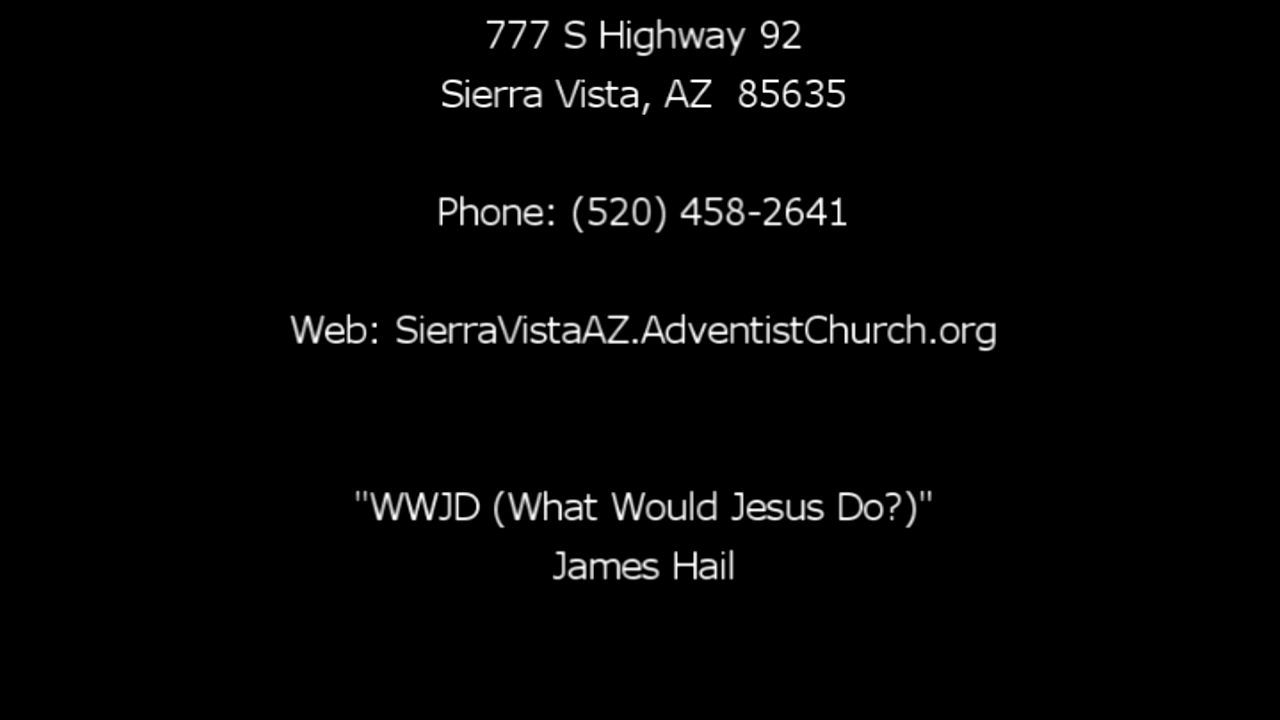 777 S Highway 92
Sierra Vista, AZ  85635
Phone: (520) 458-2641
Web: SierraVistaAZ.AdventistChurch.org
"WWJD (What Would Jesus Do?)"
James Hail